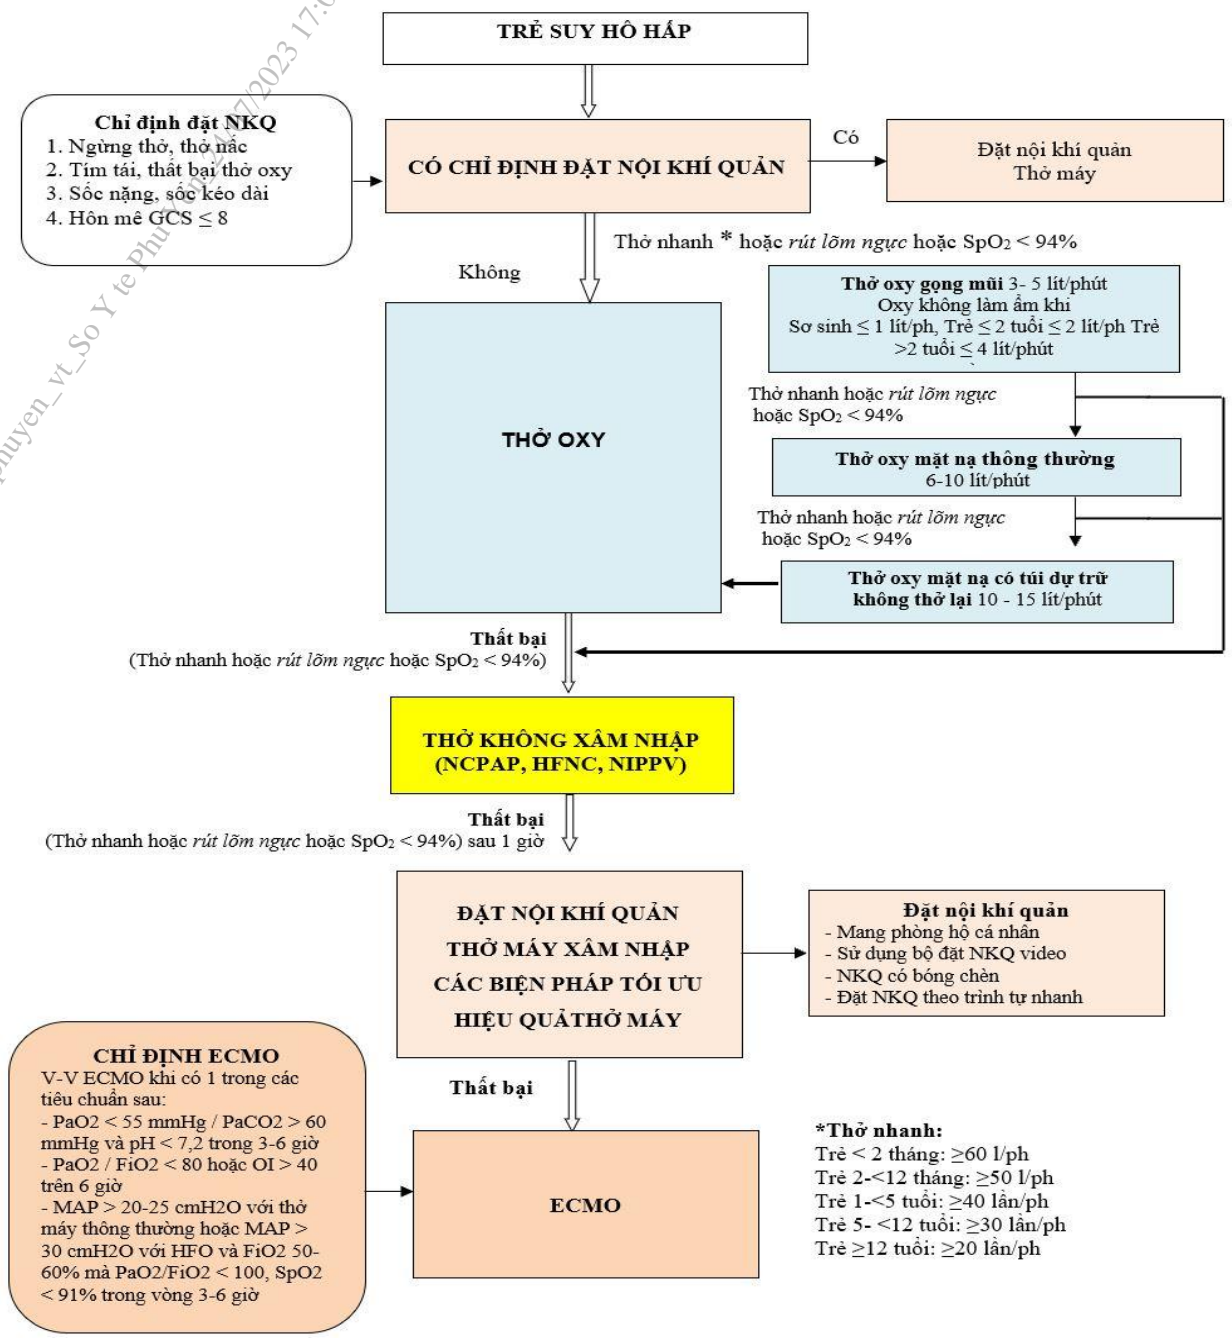 TRẺ SUY HÔ HẤP
Chỉ định đặt NKQ
1. Ngừng thở, thở nấc
2. Tím tái, thất bại thở oxy
3. Sốc nặng, sốc kéo dài
4. Hôn mê GCS ≤ 8
CÓ CHỈ ĐỊNH ĐẶT NỘI KHÍ QUẢN
Có
Đặt nội khí quản
Thở máy
Thở nhanh * hoặc rút lõm ngực hoặc SpO2 < 94%
Không
THỞ OXY
Thở oxy gọng mũi 3- 5 lít/phút
Oxy không làm ẩm khi
Sơ sinh ≤ 1 lít/ph, Trẻ ≤ 2 tuổi ≤ 2 lít/ph Trẻ
>2 tuổi ≤ 4 lít/phút
Thở nhanh hoặc rút lõm ngực
hoặc SpO2 < 94%
Thở oxy mặt nạ thông thường
6-10 lít/phút
Thở nhanh hoặc rút lõm ngực
hoặc SpO2 < 94%
Thở oxy mặt nạ có túi dự trữ
không thở lại 10 - 15 lít/phút
Thất bại
(Thở nhanh hoặc rút lõm ngực hoặc SpO2 < 94%)
THỞ KHÔNG XÂM NHẬP
(NCPAP, HFNC, NIPPV)
Thất bại
(Thở nhanh hoặc rút lõm ngực hoặc SpO2 < 94%) sau 1 giờ
ĐẶT NỘI KHÍ QUẢN
THỞ MÁY XÂM NHẬP
CÁC BIỆN PHÁP TỐI ƯU
HIỆU QUẢTHỞ MÁY
Đặt nội khí quản
- Mang phòng hộ cá nhân
- Sử dụng bộ đặt NKQ video
- NKQ có bóng chèn
- Đặt NKQ theo trình tự nhanh
Thất bại
CHỈ ĐỊNH ECMO
V-V ECMO khi có 1 trong các
tiêu chuẩn sau:
- PaO2 < 55 mmHg / PaCO2 > 60
mmHg và pH < 7,2 trong 3-6 giờ
- PaO2 / FiO2 < 80 hoặc OI > 40
trên 6 giờ
- MAP > 20-25 cmH2O với thở
máy thông thường hoặc MAP >
30 cmH2O với HFO và FiO2 50-
60% mà PaO2/FiO2 < 100, SpO2
< 91% trong vòng 3-6 giờ
ECMO
*Thở nhanh:
Trẻ < 2 tháng: ≥60 l/ph
Trẻ 2-<12 tháng: ≥50 l/ph
Trẻ 1-<5 tuổi: ≥40 lần/ph
Trẻ 5- <12 tuổi: ≥30 lần/ph
Trẻ ≥12 tuổi: ≥20 lần/ph
phuyen_vt_So Y te Phu Yen_24/07/2023 17:0